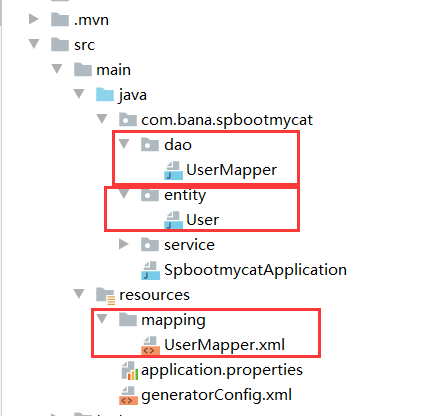 .mvn
src
main
java
com.bana.spbootmycat
dao
UserMapper
entity
User
service
SpbootmycatApplication
resources
mapping
UserMapper.xml
application.properties
generatorConfig.xml